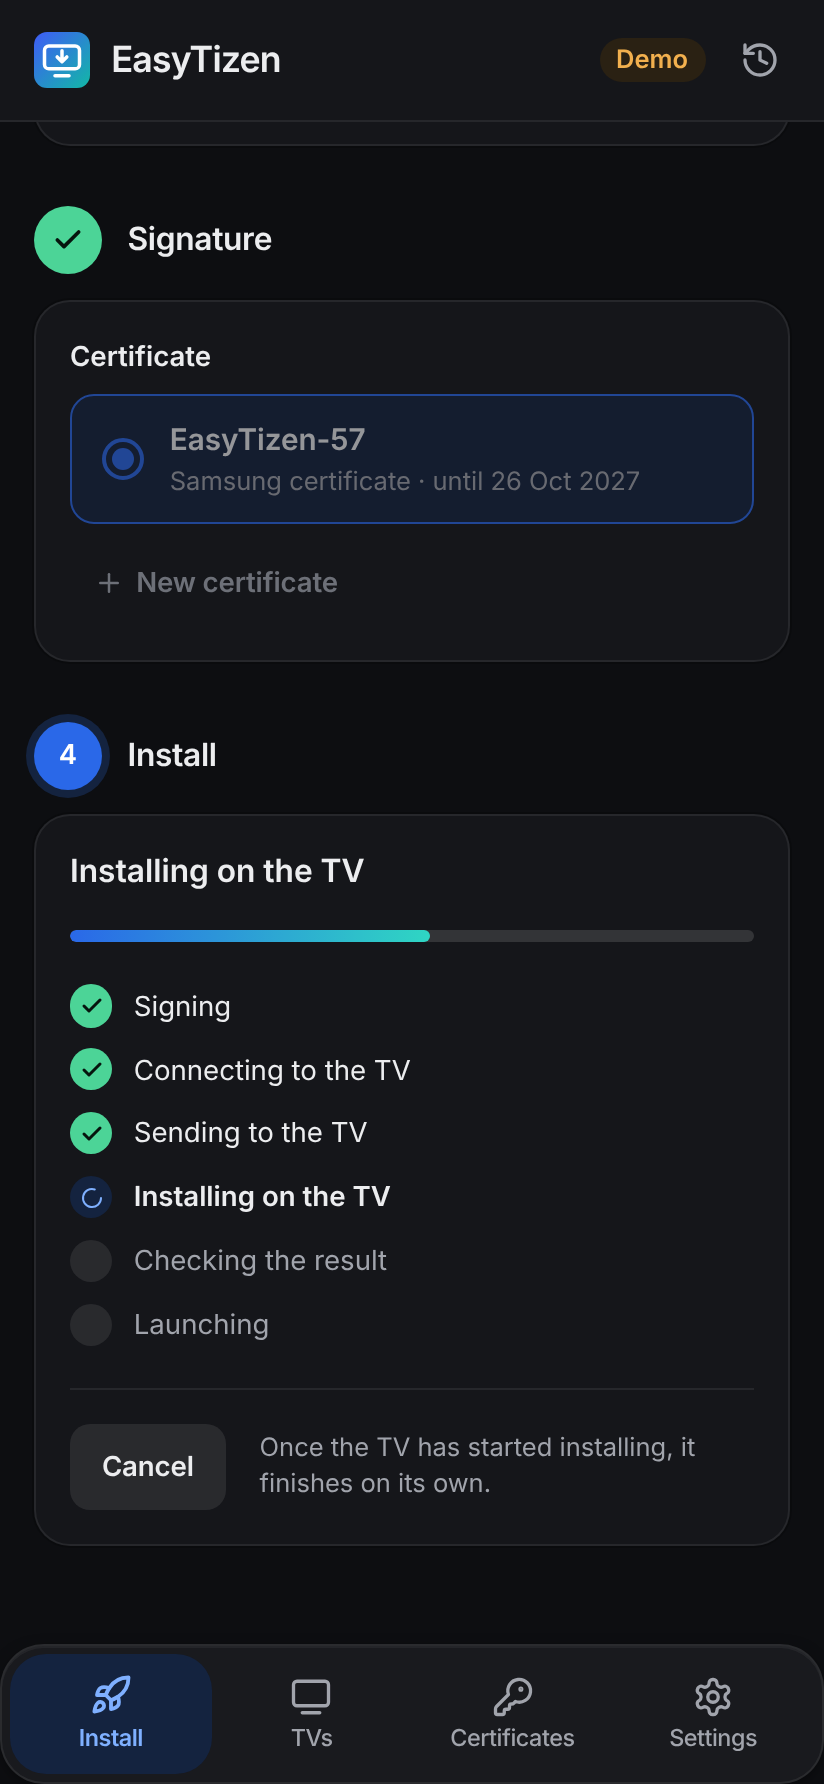 EasyTizen
Demo
Signature
Certificate
EasyTizen-57
Samsung certificate · until 26 Oct 2027
New certificate
4
Install
Installing on the TV
Signing
Connecting to the TV
Sending to the TV
Installing on the TV
Checking the result
Launching
Cancel
Once the TV has started installing, it
finishes on its own.
Install
TVs
Certificates
Settings